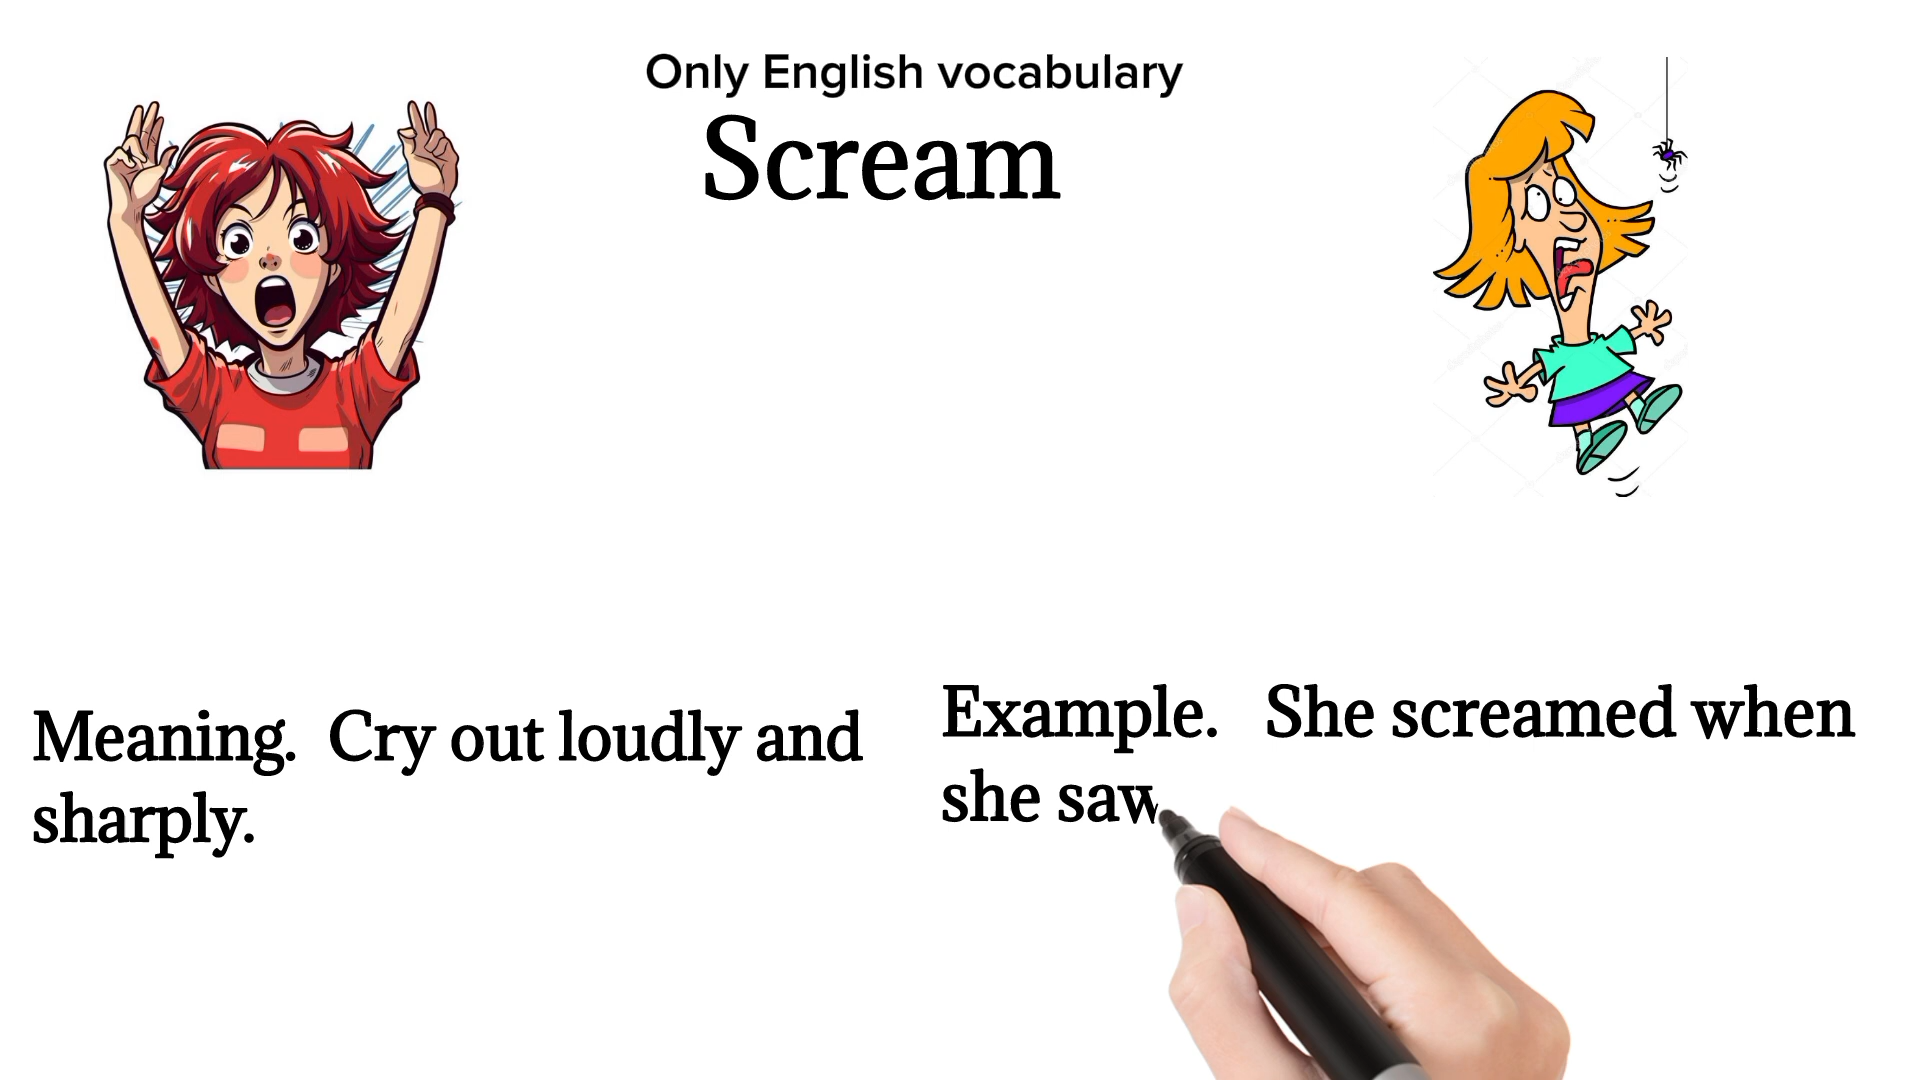 Only English vocabulary
Scream
Meaning. Cry out loudly and
sharply.
Example. She screamed when
she saw